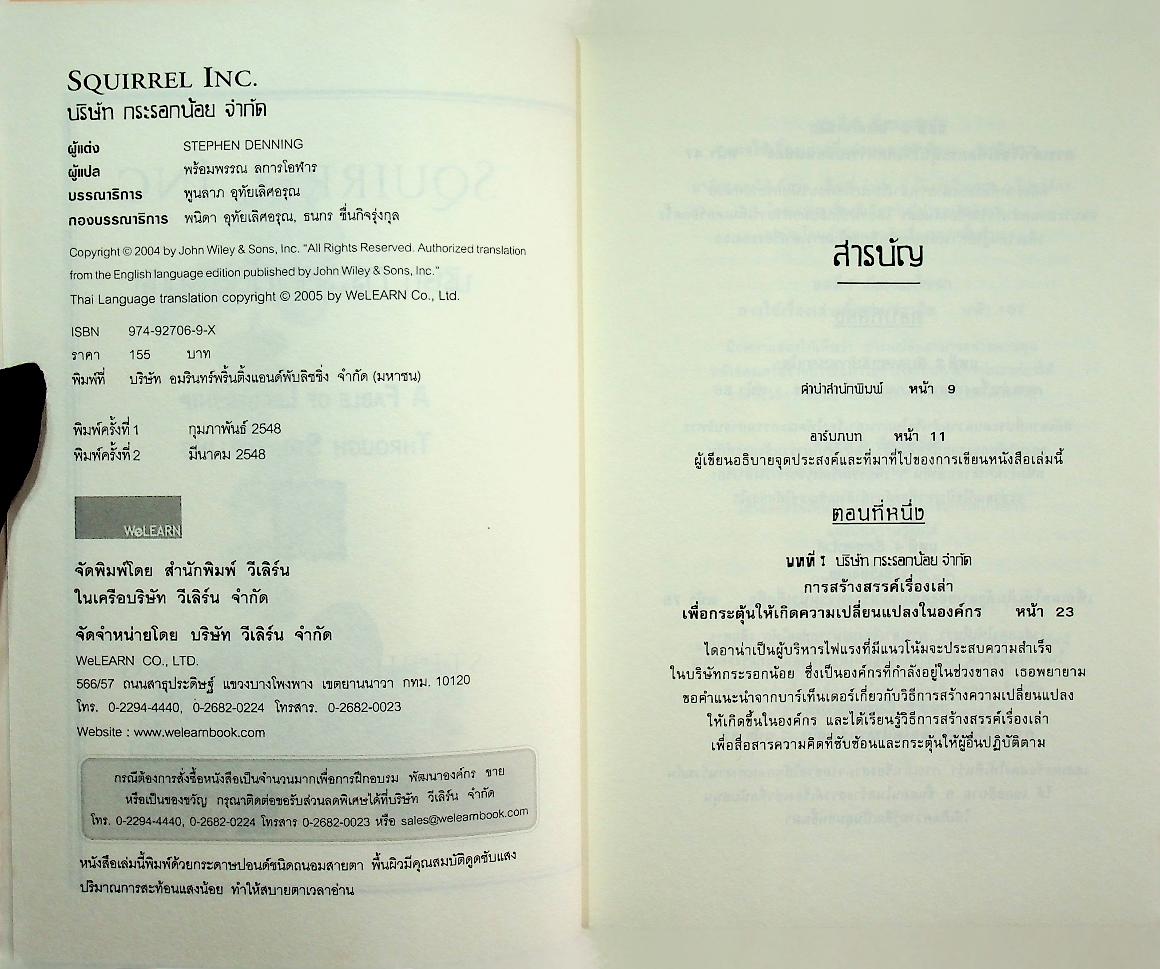 SQUIRREL INC.
บริษัท กระรอกน้อย จำกัด
ผู้แต่ง STEPHEN DENNING
ผู้แปล พร้อมพรรณ ลการโอฬาร
บรรณาธิการ พูนลาภ อุทัยเลิศอรุณ
กองบรรณาธิการ พนิดา อุทัยเลิศอรุณ, ธนกร ชื่นกิจรุ่งกุล
Copyright © 2004 by John Wiley & Sons, Inc. "All Rights Reserved. Authorized translation
from the English language edition published by John Wiley & Sons, Inc."
Thai Language translation copyright © 2005 by WeLEARN Co., Ltd.
ISBN 974-92706-9-X
ราคา 155 บาท
พิมพ์ที่ บริษัท อมรินทร์พริ้นติ้งแอนด์พับลิชชิ่ง จำกัด (มหาชน)
พิมพ์ครั้งที่ 1 กุมภาพันธ์ 2548
พิมพ์ครั้งที่ 2 มีนาคม 2548
WeLEARN
จัดพิมพ์โดย สำนักพิมพ์ วีเลิร์น
ในเครือบริษัท วีเลิร์น จำกัด
จัดจำหน่ายโดย บริษัท วีเลิร์น จำกัด
WeLEARN CO., LTD.
566/57 ถนนสาธุประดิษฐ์ แขวงบางโพงพาง เขตยานนาวา กทม. 10120
โทร. 0-2294-4440, 0-2682-0224 โทรสาร. 0-2682-0023
Website : www.welearnbook.com
กรณีต้องการสั่งซื้อหนังสือเป็นจำนวนมากเพื่อการฝึกอบรม พัฒนาองค์กร ขาย
หรือเป็นของขวัญ กรุณาติดต่อขอรับส่วนลดพิเศษได้ที่บริษัท วีเลิร์น จำกัด
โทร. 0-2294-4440, 0-2682-0224 โทรสาร 0-2682-0023 หรือ sales@welearnbook.com
หนังสือเล่มนี้พิมพ์ด้วยกระดาษปอนด์ชนิดถนอมสายตา พื้นผิวมีคุณสมบัติดูดซับแสง
ปริมาณการสะท้อนแสงน้อย ทำให้สบายตาเวลาอ่าน
สารบัญ
คำนำสำนักพิมพ์ หน้า 9
อารัมภบท หน้า 11
ผู้เขียนอธิบายจุดประสงค์และที่มาที่ไปของการเขียนหนังสือเล่มนี้
ตอนที่หนึ่ง
บทที่ 1 บริษัท กระรอกน้อย จำกัด
การสร้างสรรค์เรื่องเล่า
เพื่อกระตุ้นให้เกิดความเปลี่ยนแปลงในองค์กร หน้า 23
ไดอาน่าเป็นผู้บริหารไฟแรงที่มีแนวโน้มจะประสบความสำเร็จ
ในบริษัทกระรอกน้อย ซึ่งเป็นองค์กรที่กำลังอยู่ในช่วงขาลง เธอพยายาม
ขอคำแนะนำจากบาร์เท็นเดอร์เกี่ยวกับวิธีการสร้างความเปลี่ยนแปลง
ให้เกิดขึ้นในองค์กร และได้เรียนรู้วิธีการสร้างสรรค์เรื่องเล่า
เพื่อสื่อสารความคิดที่ซับซ้อนและกระตุ้นให้ผู้อื่นปฏิบัติตาม